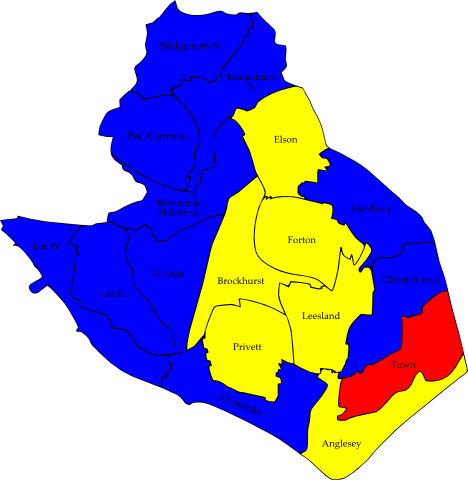 Bridgemary N.
Bridgemary
S.
Elson
Peel Common
Rowner &
Holbrook
Hardway
Forton
Lee W.
Grange
Christchurch
Brockhurst
Lee E.
Leesland
Privett
Town
Alverstoke
Anglesey